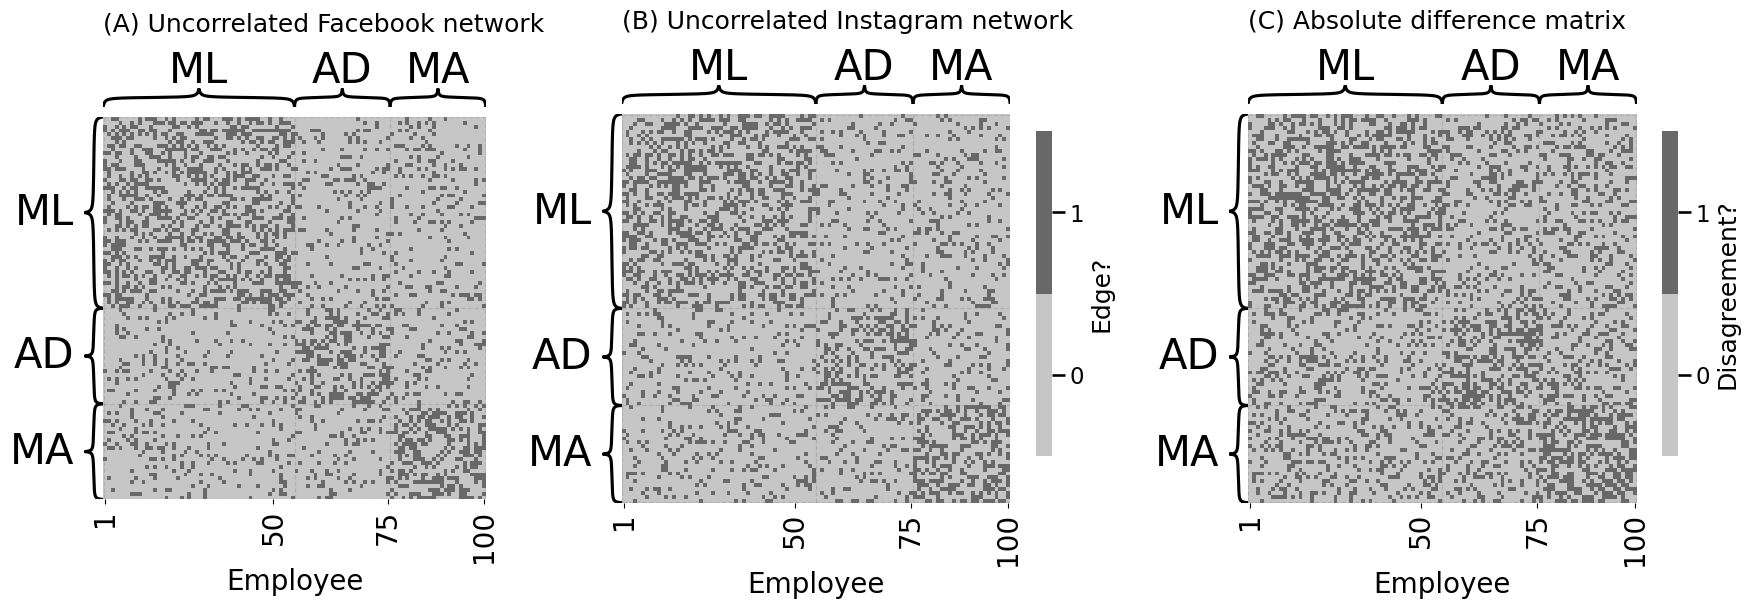 (A) Uncorrelated Facebook network
ML AD MA
ML
AD
MA
1 50 75 100
Employee
(B) Uncorrelated Instagram network
ML AD MA
ML
AD
MA
1 50 75 100
Employee
1
0
Edge?
(C) Absolute difference matrix
ML AD MA
ML
AD
MA
1 50 75 100
Employee
1
0
Disagreement?